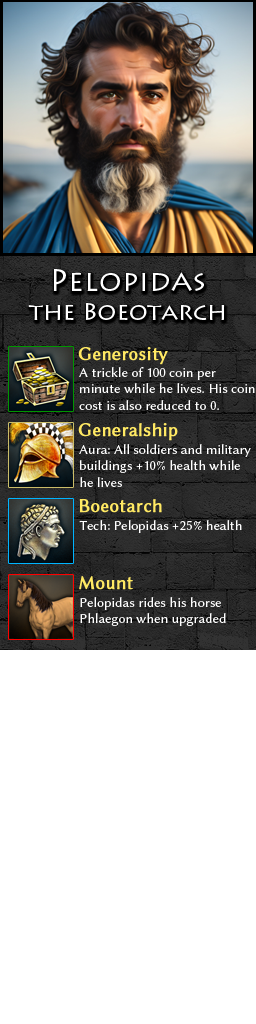 Pelopidas
the Boeotarch
Generosity
A trickle of 100 coin per
minute while he lives. His coin
cost is also reduced to 0.
Generalship
Aura: All soldiers and military
buildings +10% health while
he lives
Boeotarch
Tech: Pelopidas +25% health
Mount
Pelopidas rides his horse
Phlaegon when upgraded